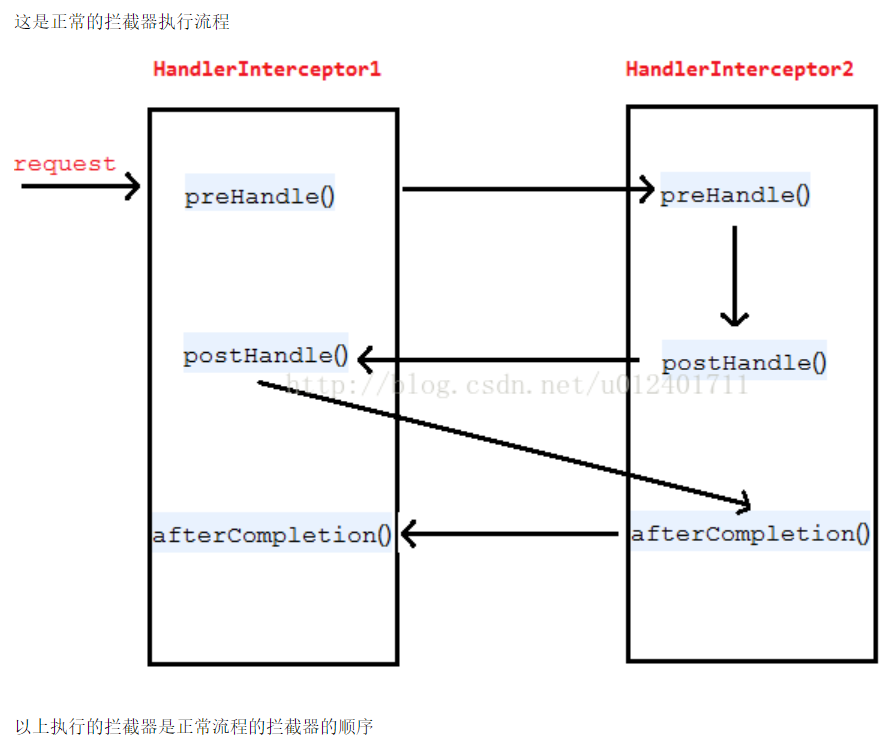 这是正常的拦截器执行流程
HandlerInterceptor1
HandlerInterceptor2
request
preHandle()
preHandle()
postHandle()
postHandle()
http://blog.csdn.net/u012401711
afterCompletion()
afterCompletion()
以上执行的拦截器是正常流程的拦截器的顺序